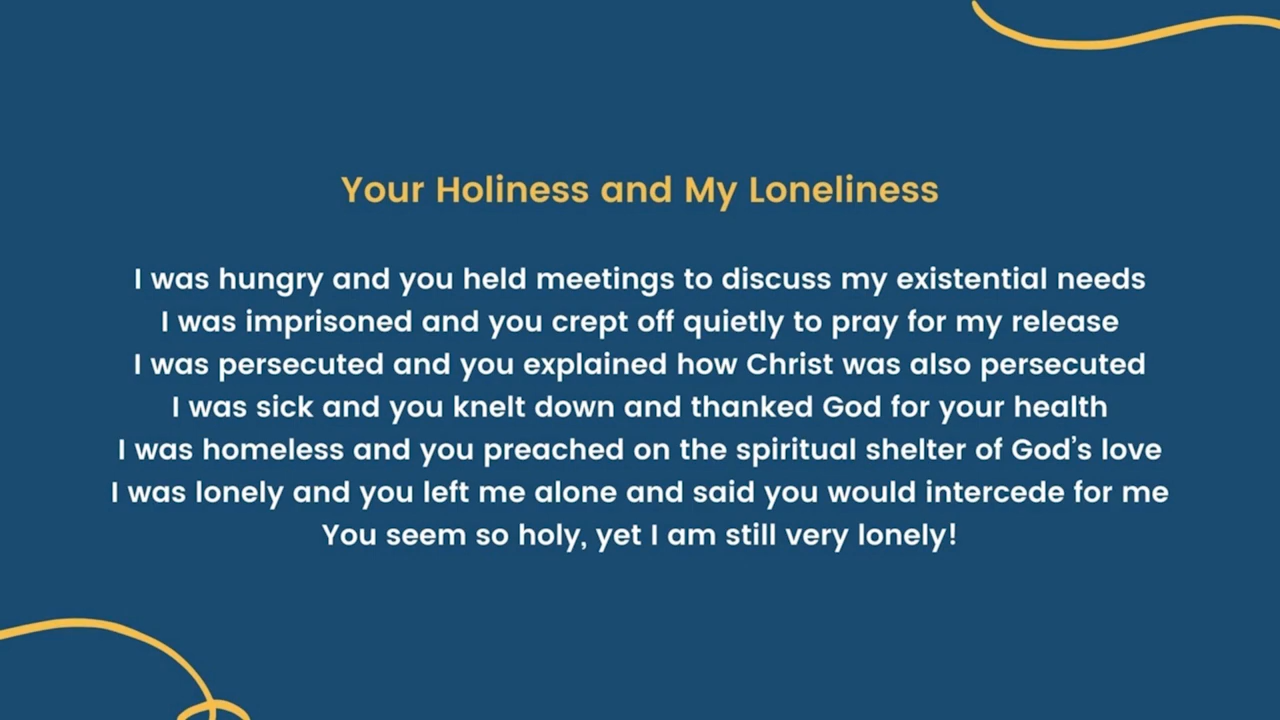 Your Holiness and My Loneliness
I was hungry and you held meetings to discuss my existential needs
I was imprisoned and you crept off quietly to pray for my release
I was persecuted and you explained how Christ was also persecuted
I was sick and you knelt down and thanked God for your health
I was homeless and you preached on the spiritual shelter of God’s love
I was lonely and you left me alone and said you would intercede for me
You seem so holy, yet I am still very lonely!